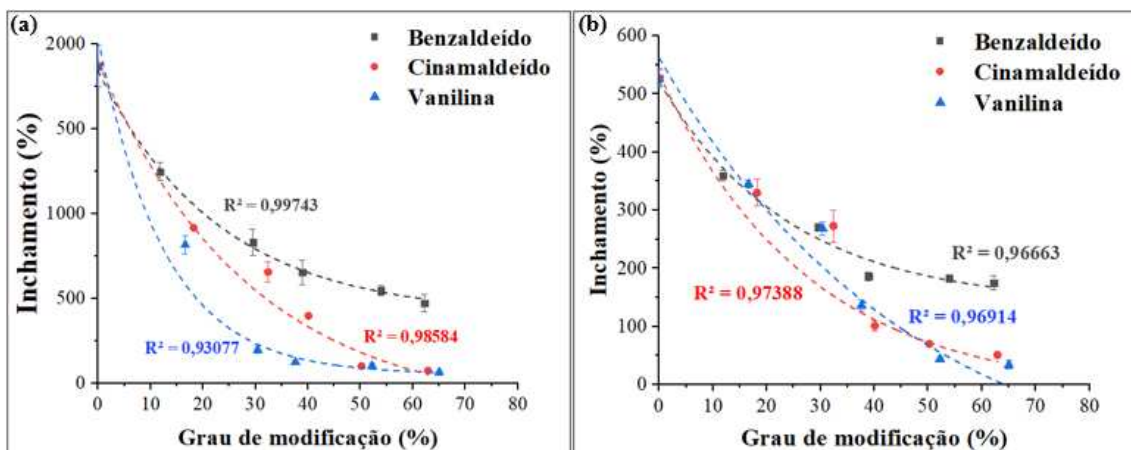 (a)
Benzaldeído
Cinamaldeído
Vanilina
2000
500
1000
500
0
Inchamento (%)
R² = 0,99743
R² = 0,98584
R² = 0,93077
0 10 20 30 40 50 60 70 80
Grau de modificação (%)
(b)
Benzaldeído
Cinamaldeído
Vanilina
600
500
400
300
200
100
0
Inchamento (%)
R² = 0,96663
R² = 0,97388
R² = 0,96914
0 10 20 30 40 50 60 70 80
Grau de modificação (%)